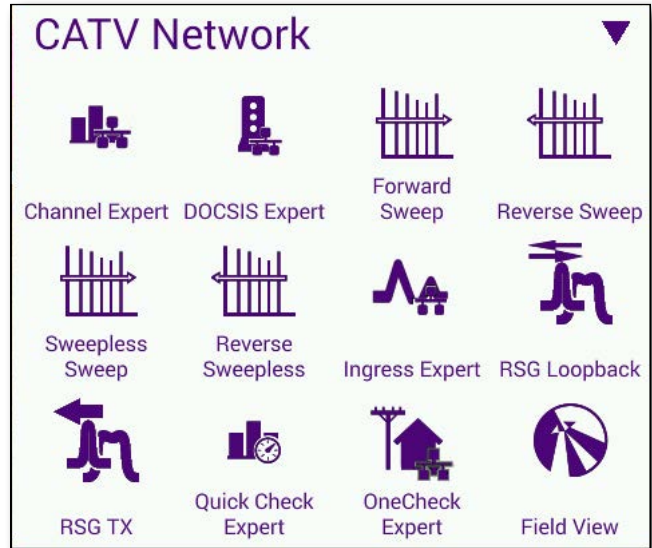 CATV Network
Channel Expert
DOCSIS Expert
Forward
Sweep
Reverse Sweep
Sweepless
Sweep
Reverse
Sweepless
Ingress Expert
RSG Loopback
RSG TX
Quick Check
Expert
OneCheck
Expert
Field View